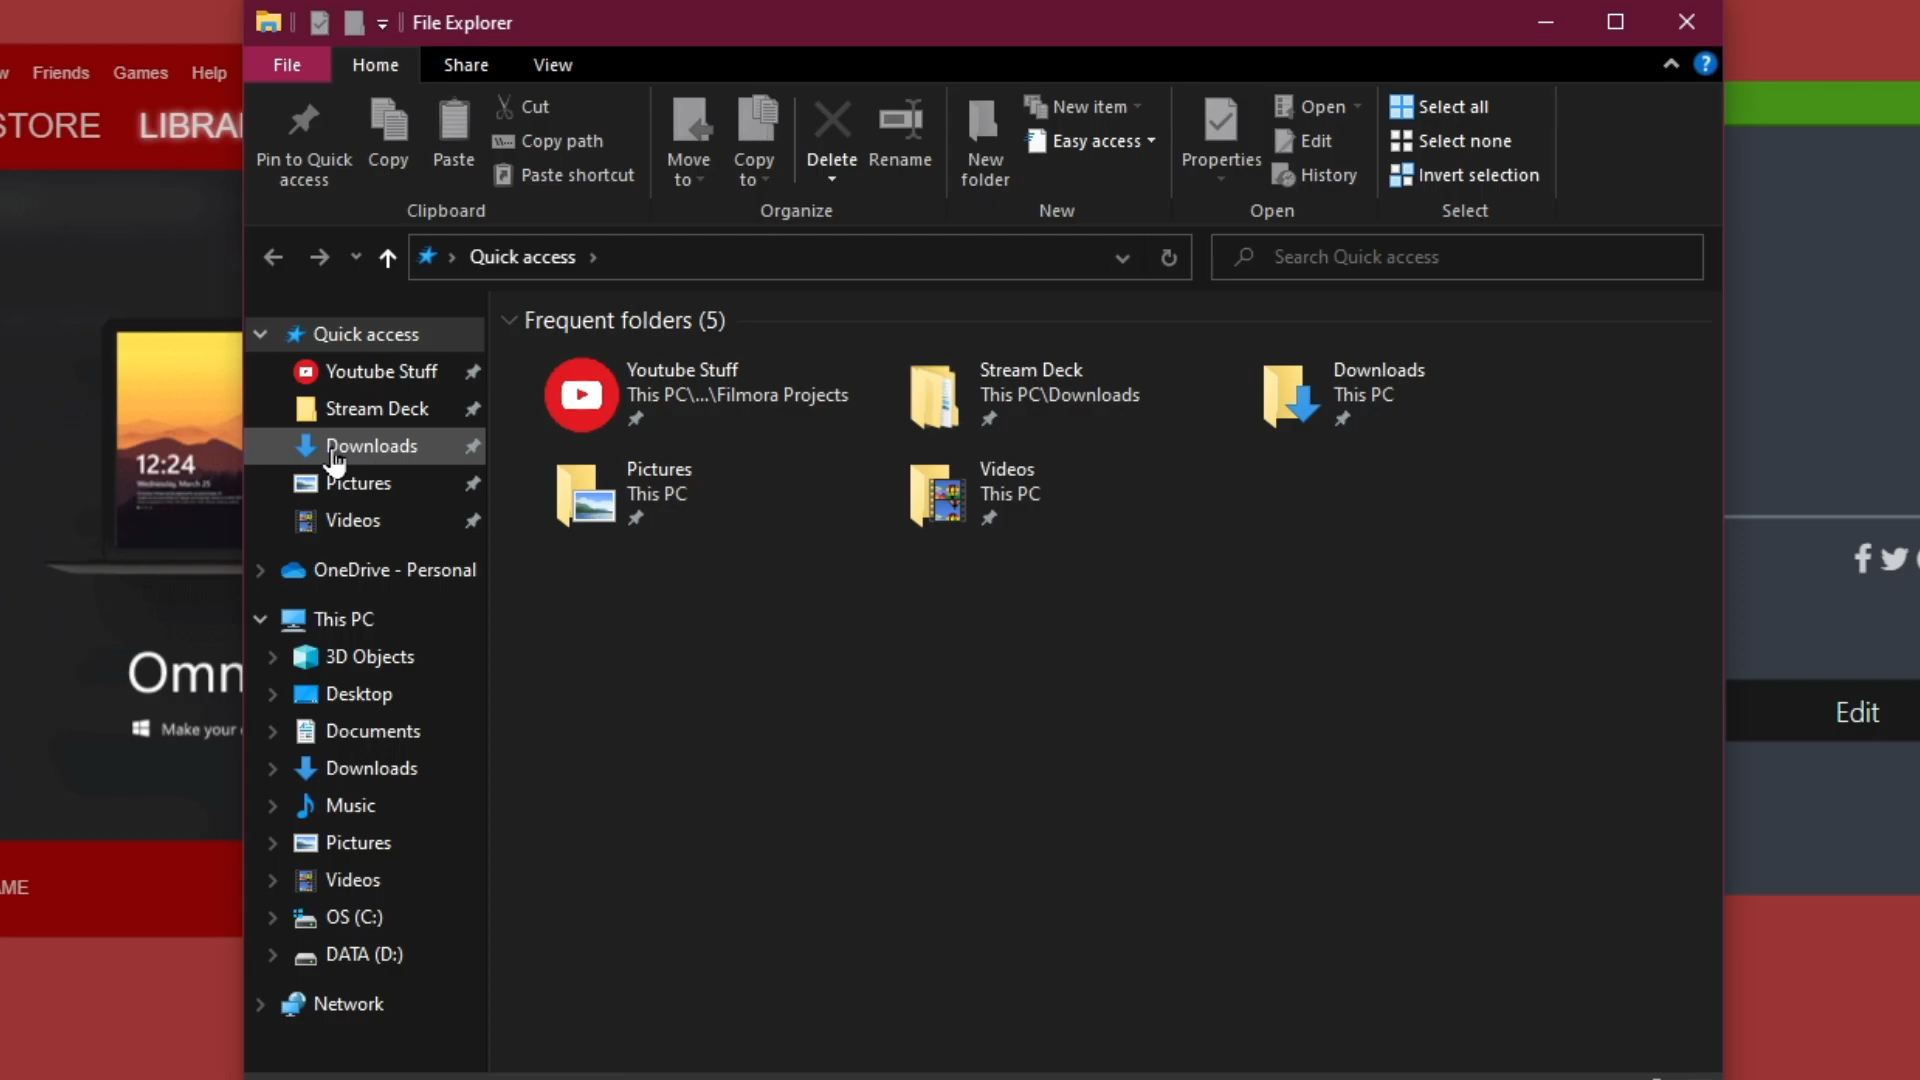 File Explorer
File Home Share View
w Friends Games Help
STORE LIBRA
Pin to Quick access
Copy
Paste
Cut
Copy path
Paste shortcut
Clipboard
Move to
Copy to
Delete
Rename
Organize
New folder
New item
Easy access
New
Properties
Open
Edit
History
Open
Select all
Select none
Invert selection
Select
Quick access
Search Quick access
Quick access
Youtube Stuff
Stream Deck
Downloads
Pictures
Videos
OneDrive - Personal
This PC
3D Objects
Desktop
Documents
Downloads
Music
Pictures
Videos
OS (C:)
DATA (D:)
Network
Frequent folders (5)
Youtube Stuff
This PC\...\Filmora Projects
Stream Deck
This PC\Downloads
Downloads
This PC
Pictures
This PC
Videos
This PC
12:24
Wednesday, March 25
Omn
Make your
AME
Edit